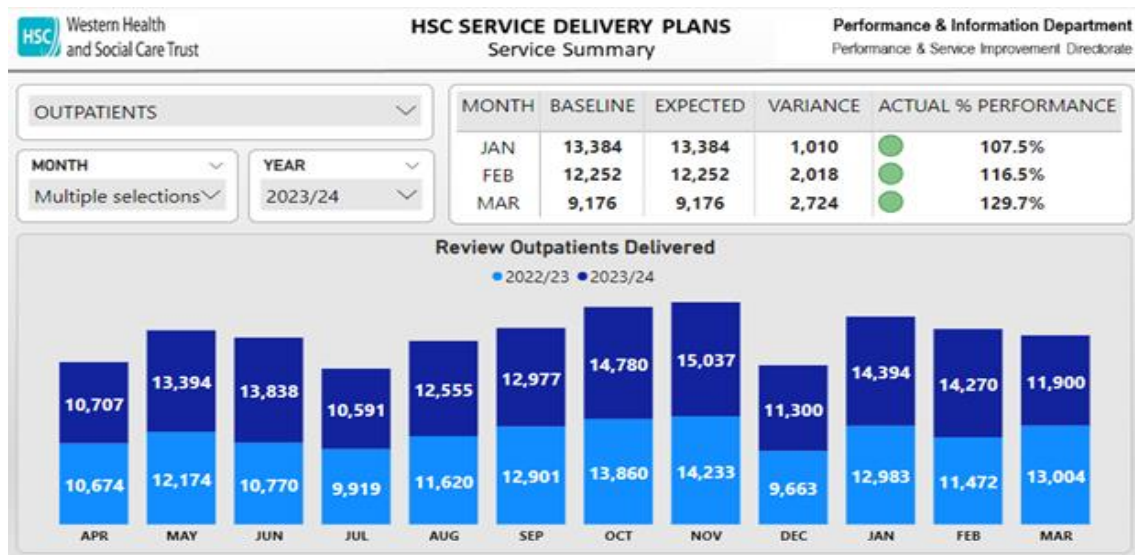 HSC
Western Health
and Social Care Trust
HSC SERVICE DELIVERY PLANS
Service Summary
Performance & Information Department
Performance & Service Improvement Directorate
OUTPATIENTS
MONTH
Multiple selections
YEAR
2023/24
MONTH BASELINE EXPECTED VARIANCE ACTUAL % PERFORMANCE
JAN 13,384 13,384 1,010 107.5%
FEB 12,252 12,252 2,018 116.5%
MAR 9,176 9,176 2,724 129.7%
Review Outpatients Delivered
2022/23 2023/24
10,707 13,394 13,838 10,591 12,555 12,977 14,780 15,037 11,300 14,394 14,270 11,900
10,674 12,174 10,770 9,919 11,620 12,901 13,860 14,233 9,663 12,983 11,472 13,004
APR MAY JUN JUL AUG SEP OCT NOV DEC JAN FEB MAR